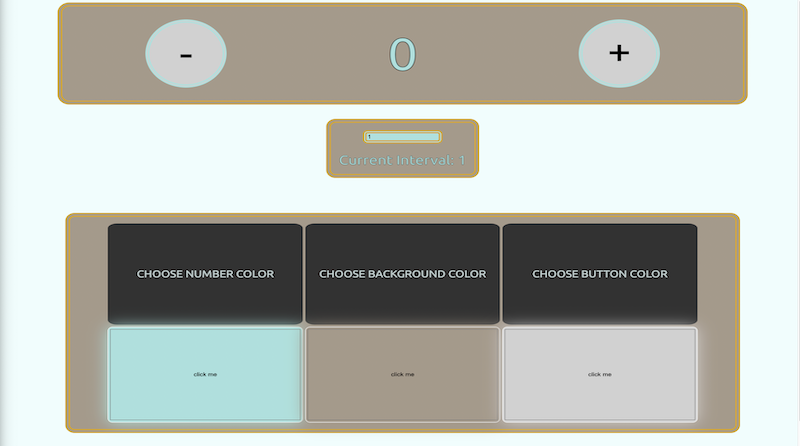 - 0 +
1
Current Interval: 1
CHOOSE NUMBER COLOR CHOOSE BACKGROUND COLOR CHOOSE BUTTON COLOR
click me click me click me